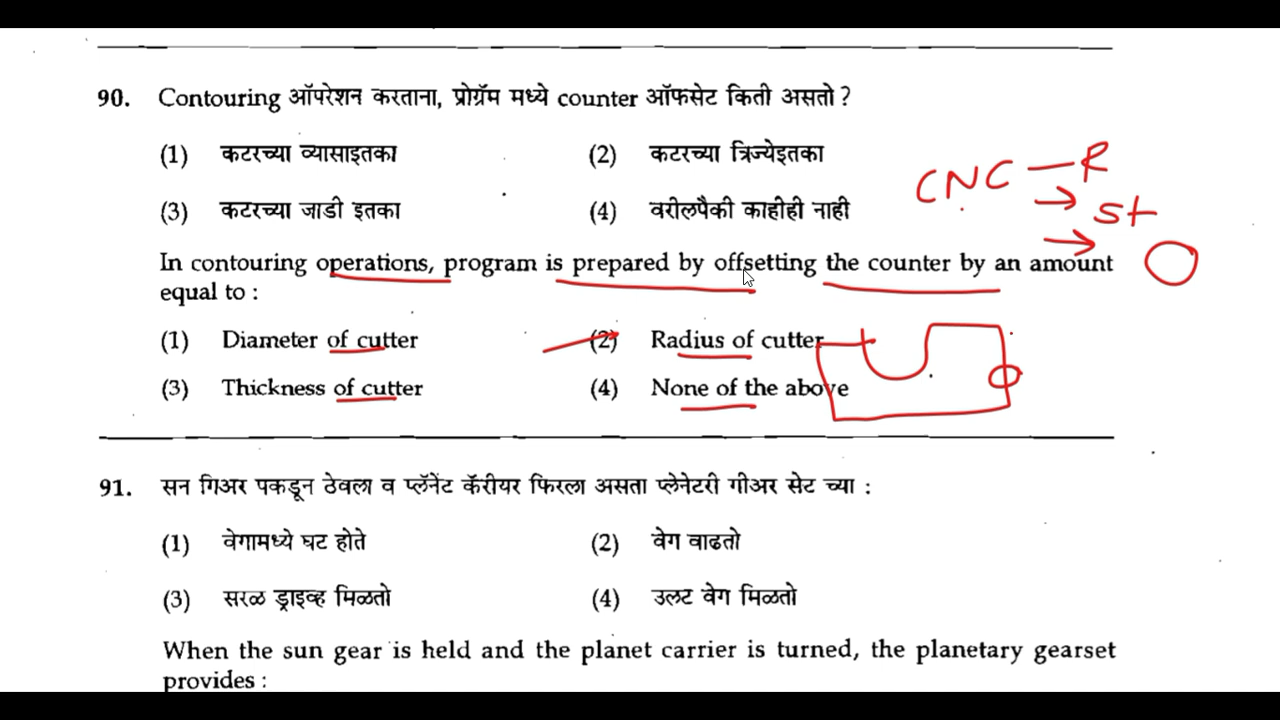 90. Contouring ऑपरेशन करताना, प्रोग्रॅम मध्ये counter ऑफसेट किती असतो ?
(1) कटरच्या व्यासाइतका (2) कटरच्या त्रिज्येइतका
(3) कटरच्या जाडी इतका (4) वरीलपैकी काहीही नाही
CNC — R
→ st
→
In contouring operations, program is prepared by offsetting the counter by an amount
equal to :
(1) Diameter of cutter (2) Radius of cutter
(3) Thickness of cutter (4) None of the above
91. सन गिअर पकडून ठेवला व प्लॅनेंट कॅरीयर फिरला असता प्लेनेटरी गीअर सेट च्या :
(1) वेगामध्ये घट होते (2) वेग वाढतो
(3) सरळ ड्राइव्ह मिळतो (4) उलट वेग मिळतो
When the sun gear is held and the planet carrier is turned, the planetary gearset
provides :